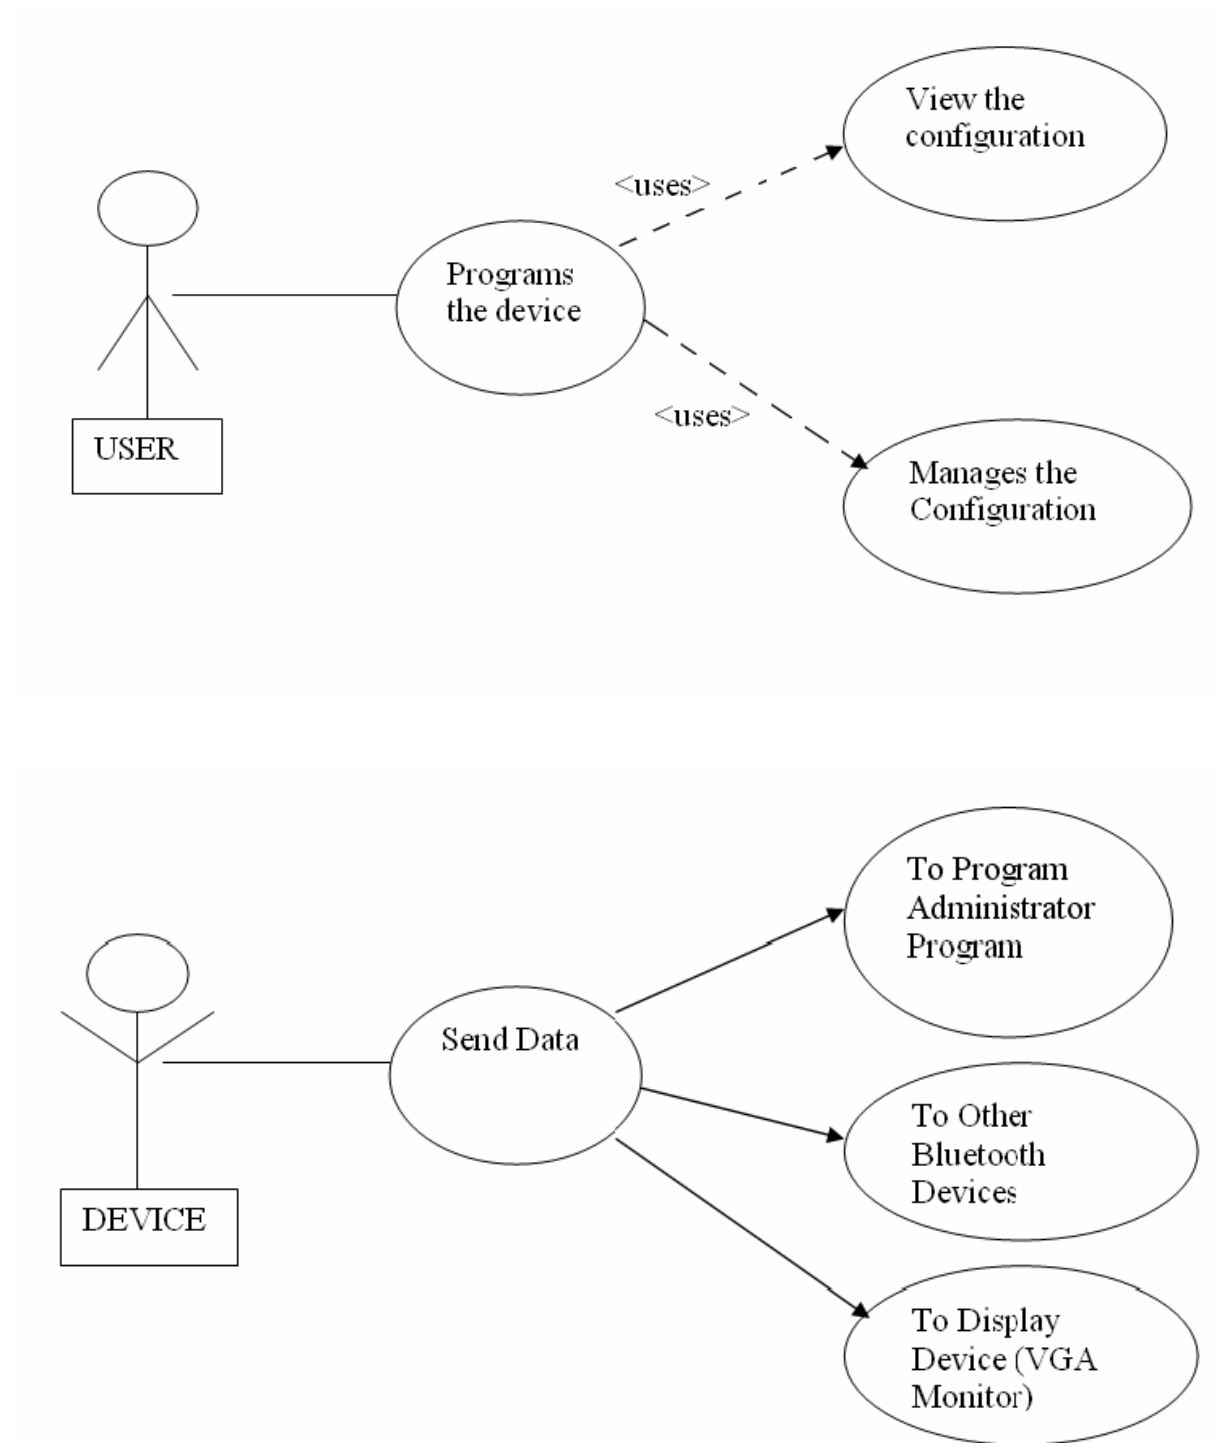 View the
configuration
<uses>
Programs
the device
<uses>
USER
Manages the
Configuration
To Program
Administrator
Program
Send Data
To Other
Bluetooth
Devices
DEVICE
To Display
Device (VGA
Monitor)